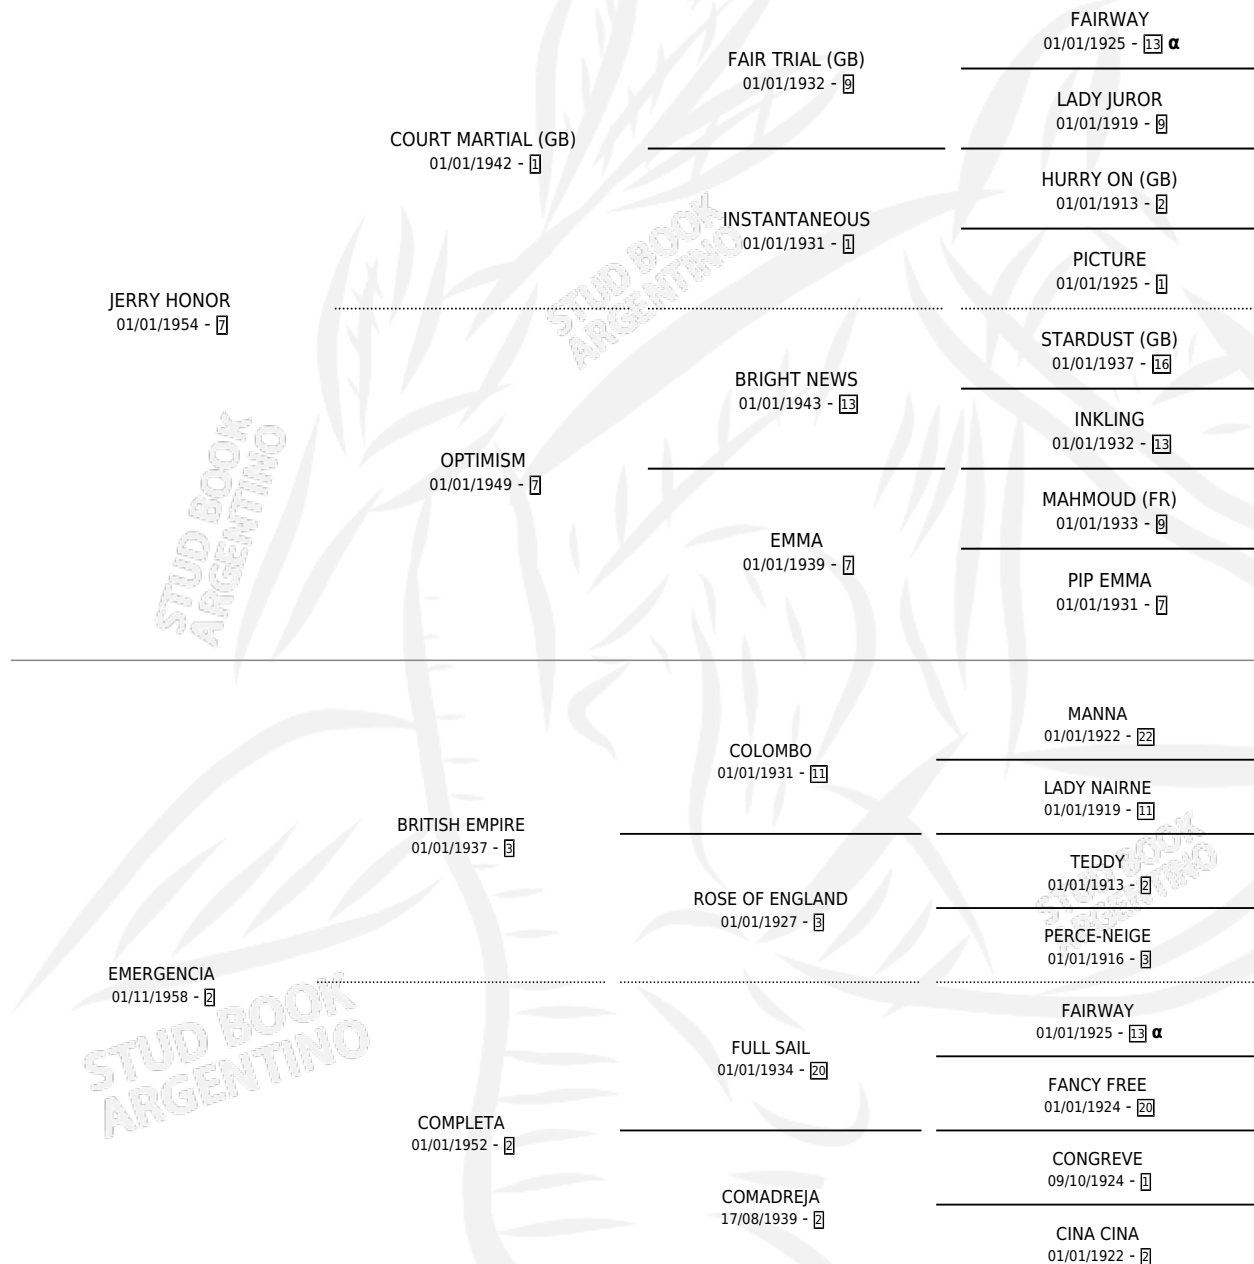 FAIRWAY
01/01/1925 - 13 α
FAIR TRIAL (GB)
01/01/1932 - 9
LADY JUROR
01/01/1919 - 9
COURT MARTIAL (GB)
01/01/1942 - 1
HURRY ON (GB)
01/01/1913 - 2
INSTANTANEOUS
01/01/1931 - 1
PICTURE
01/01/1925 - 1
JERRY HONOR
01/01/1954 - 7
STARDUST (GB)
01/01/1937 - 16
BRIGHT NEWS
01/01/1943 - 13
INKLING
01/01/1932 - 13
OPTIMISM
01/01/1949 - 7
MAHMOUD (FR)
01/01/1933 - 9
EMMA
01/01/1939 - 7
PIP EMMA
01/01/1931 - 7
MANNA
01/01/1922 - 22
COLOMBO
01/01/1931 - 11
LADY NAIRNE
01/01/1919 - 11
BRITISH EMPIRE
01/01/1937 - 3
TEDDY
01/01/1913 - 2
ROSE OF ENGLAND
01/01/1927 - 3
PERCE-NEIGE
01/01/1916 - 3
EMERGENCIA
01/11/1958 - 2
FAIRWAY
01/01/1925 - 13 α
FULL SAIL
01/01/1934 - 20
FANCY FREE
01/01/1924 - 20
COMPLETA
01/01/1952 - 2
CONGREVE
09/10/1924 - 1
COMADREJA
17/08/1939 - 2
CINA CINA
01/01/1922 - 2
STUD BOOK
ARGENTINO
STUD BOOK
ARGENTINO
STUD BOOK
ARGENTINO
STUD BOOK
ARGENTINO